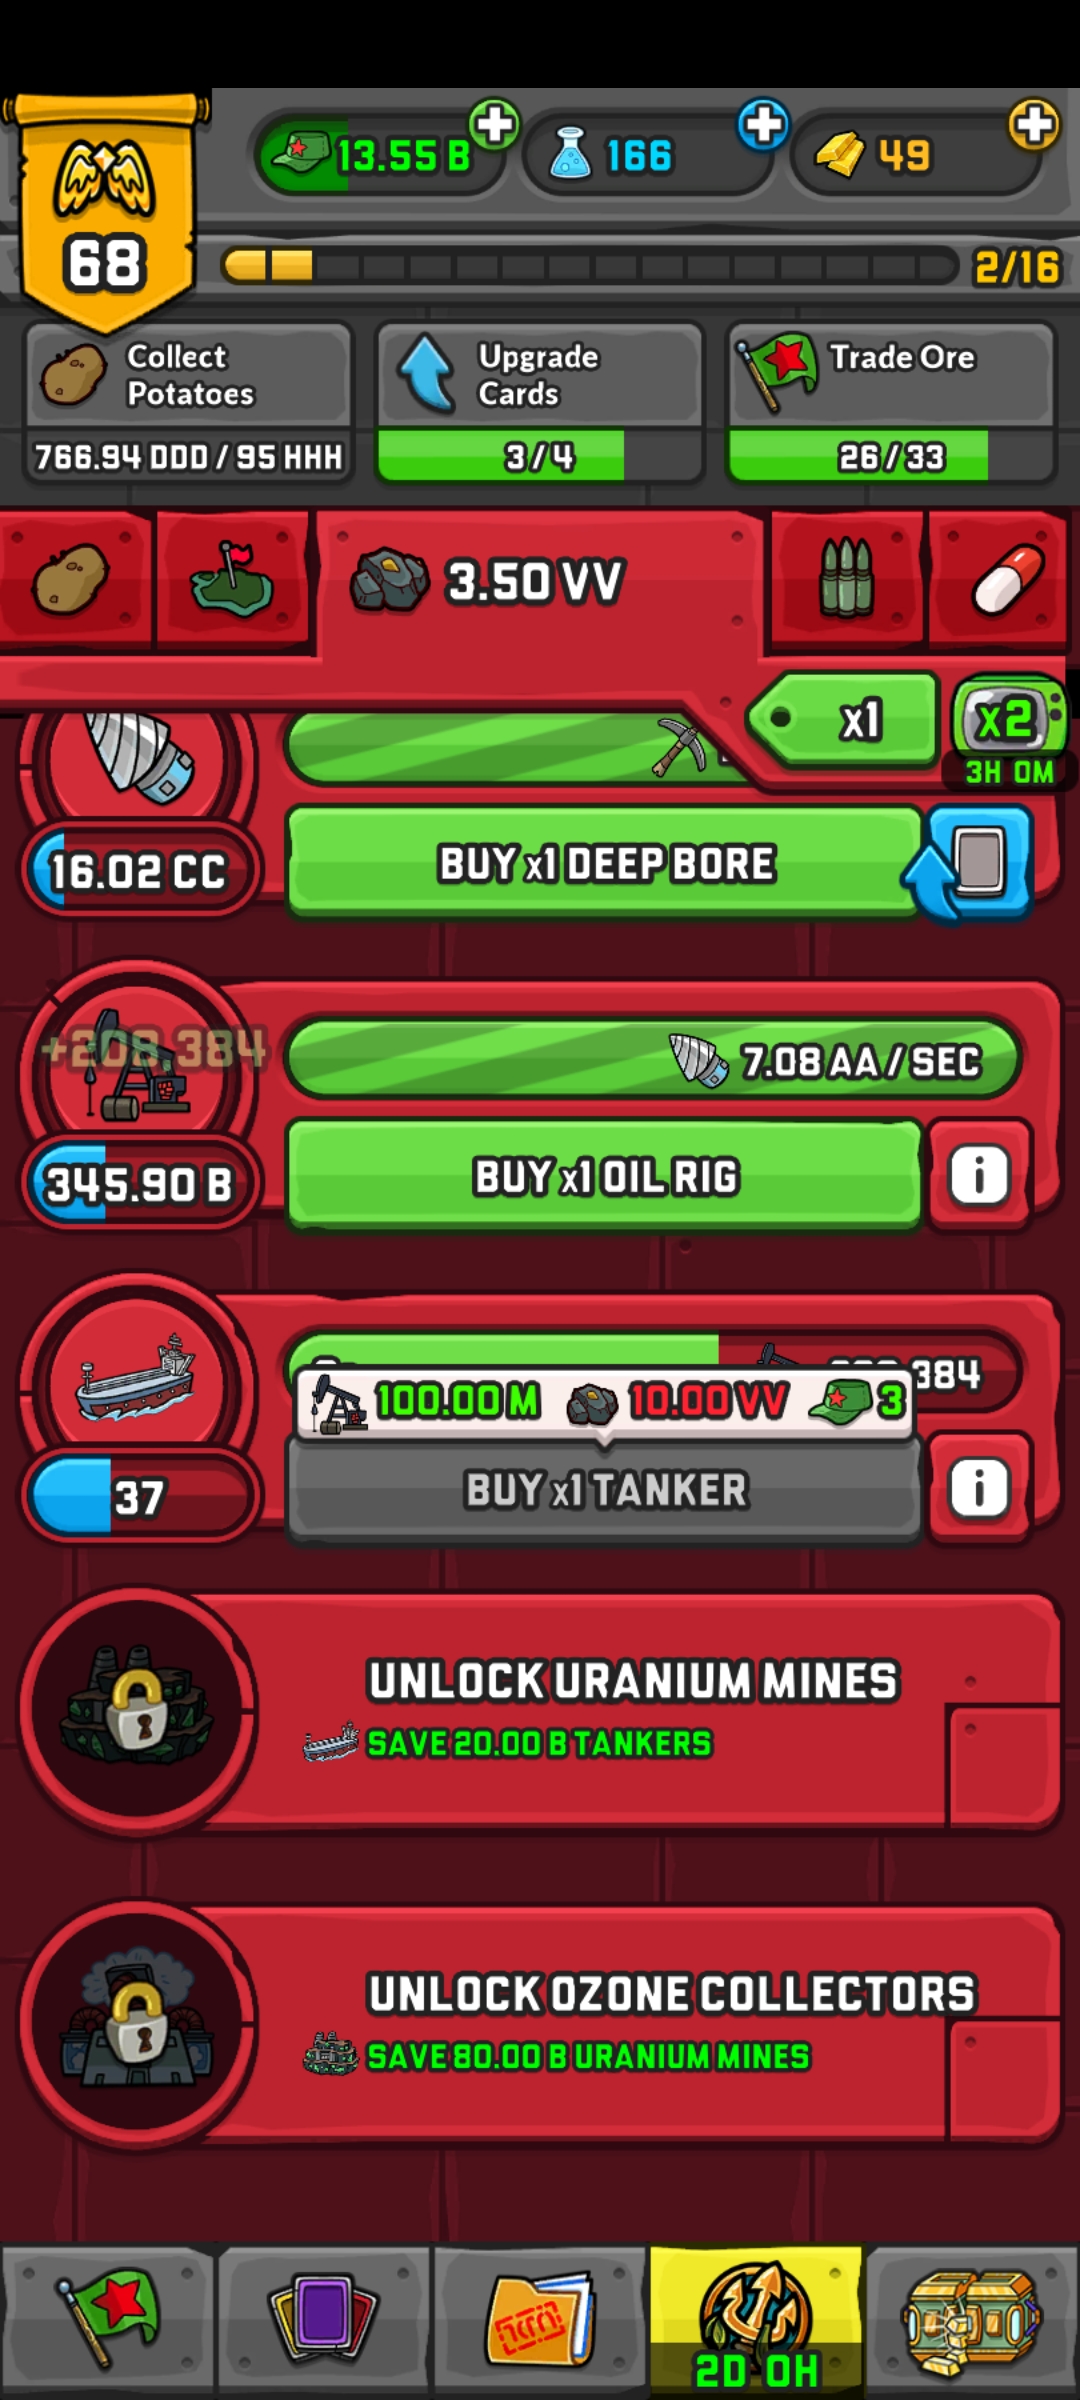 13.55 B
166
49
68
2/16
Collect
Potatoes
Upgrade
Cards
Trade Ore
766.94 DDD / 95 HHH
3/4
26/33
3.50 VV
x1
x2
3H 0M
16.02 CC
BUY x1 DEEP BORE
+208 384
7.08 AA / SEC
345.90 B
BUY x1 OIL RIG
i
384
100.00 M
10.00 VV
3
37
BUY x1 TANKER
i
UNLOCK URANIUM MINES
SAVE 20.00 B TANKERS
UNLOCK OZONE COLLECTORS
SAVE 80.00 B URANIUM MINES
2D 0H